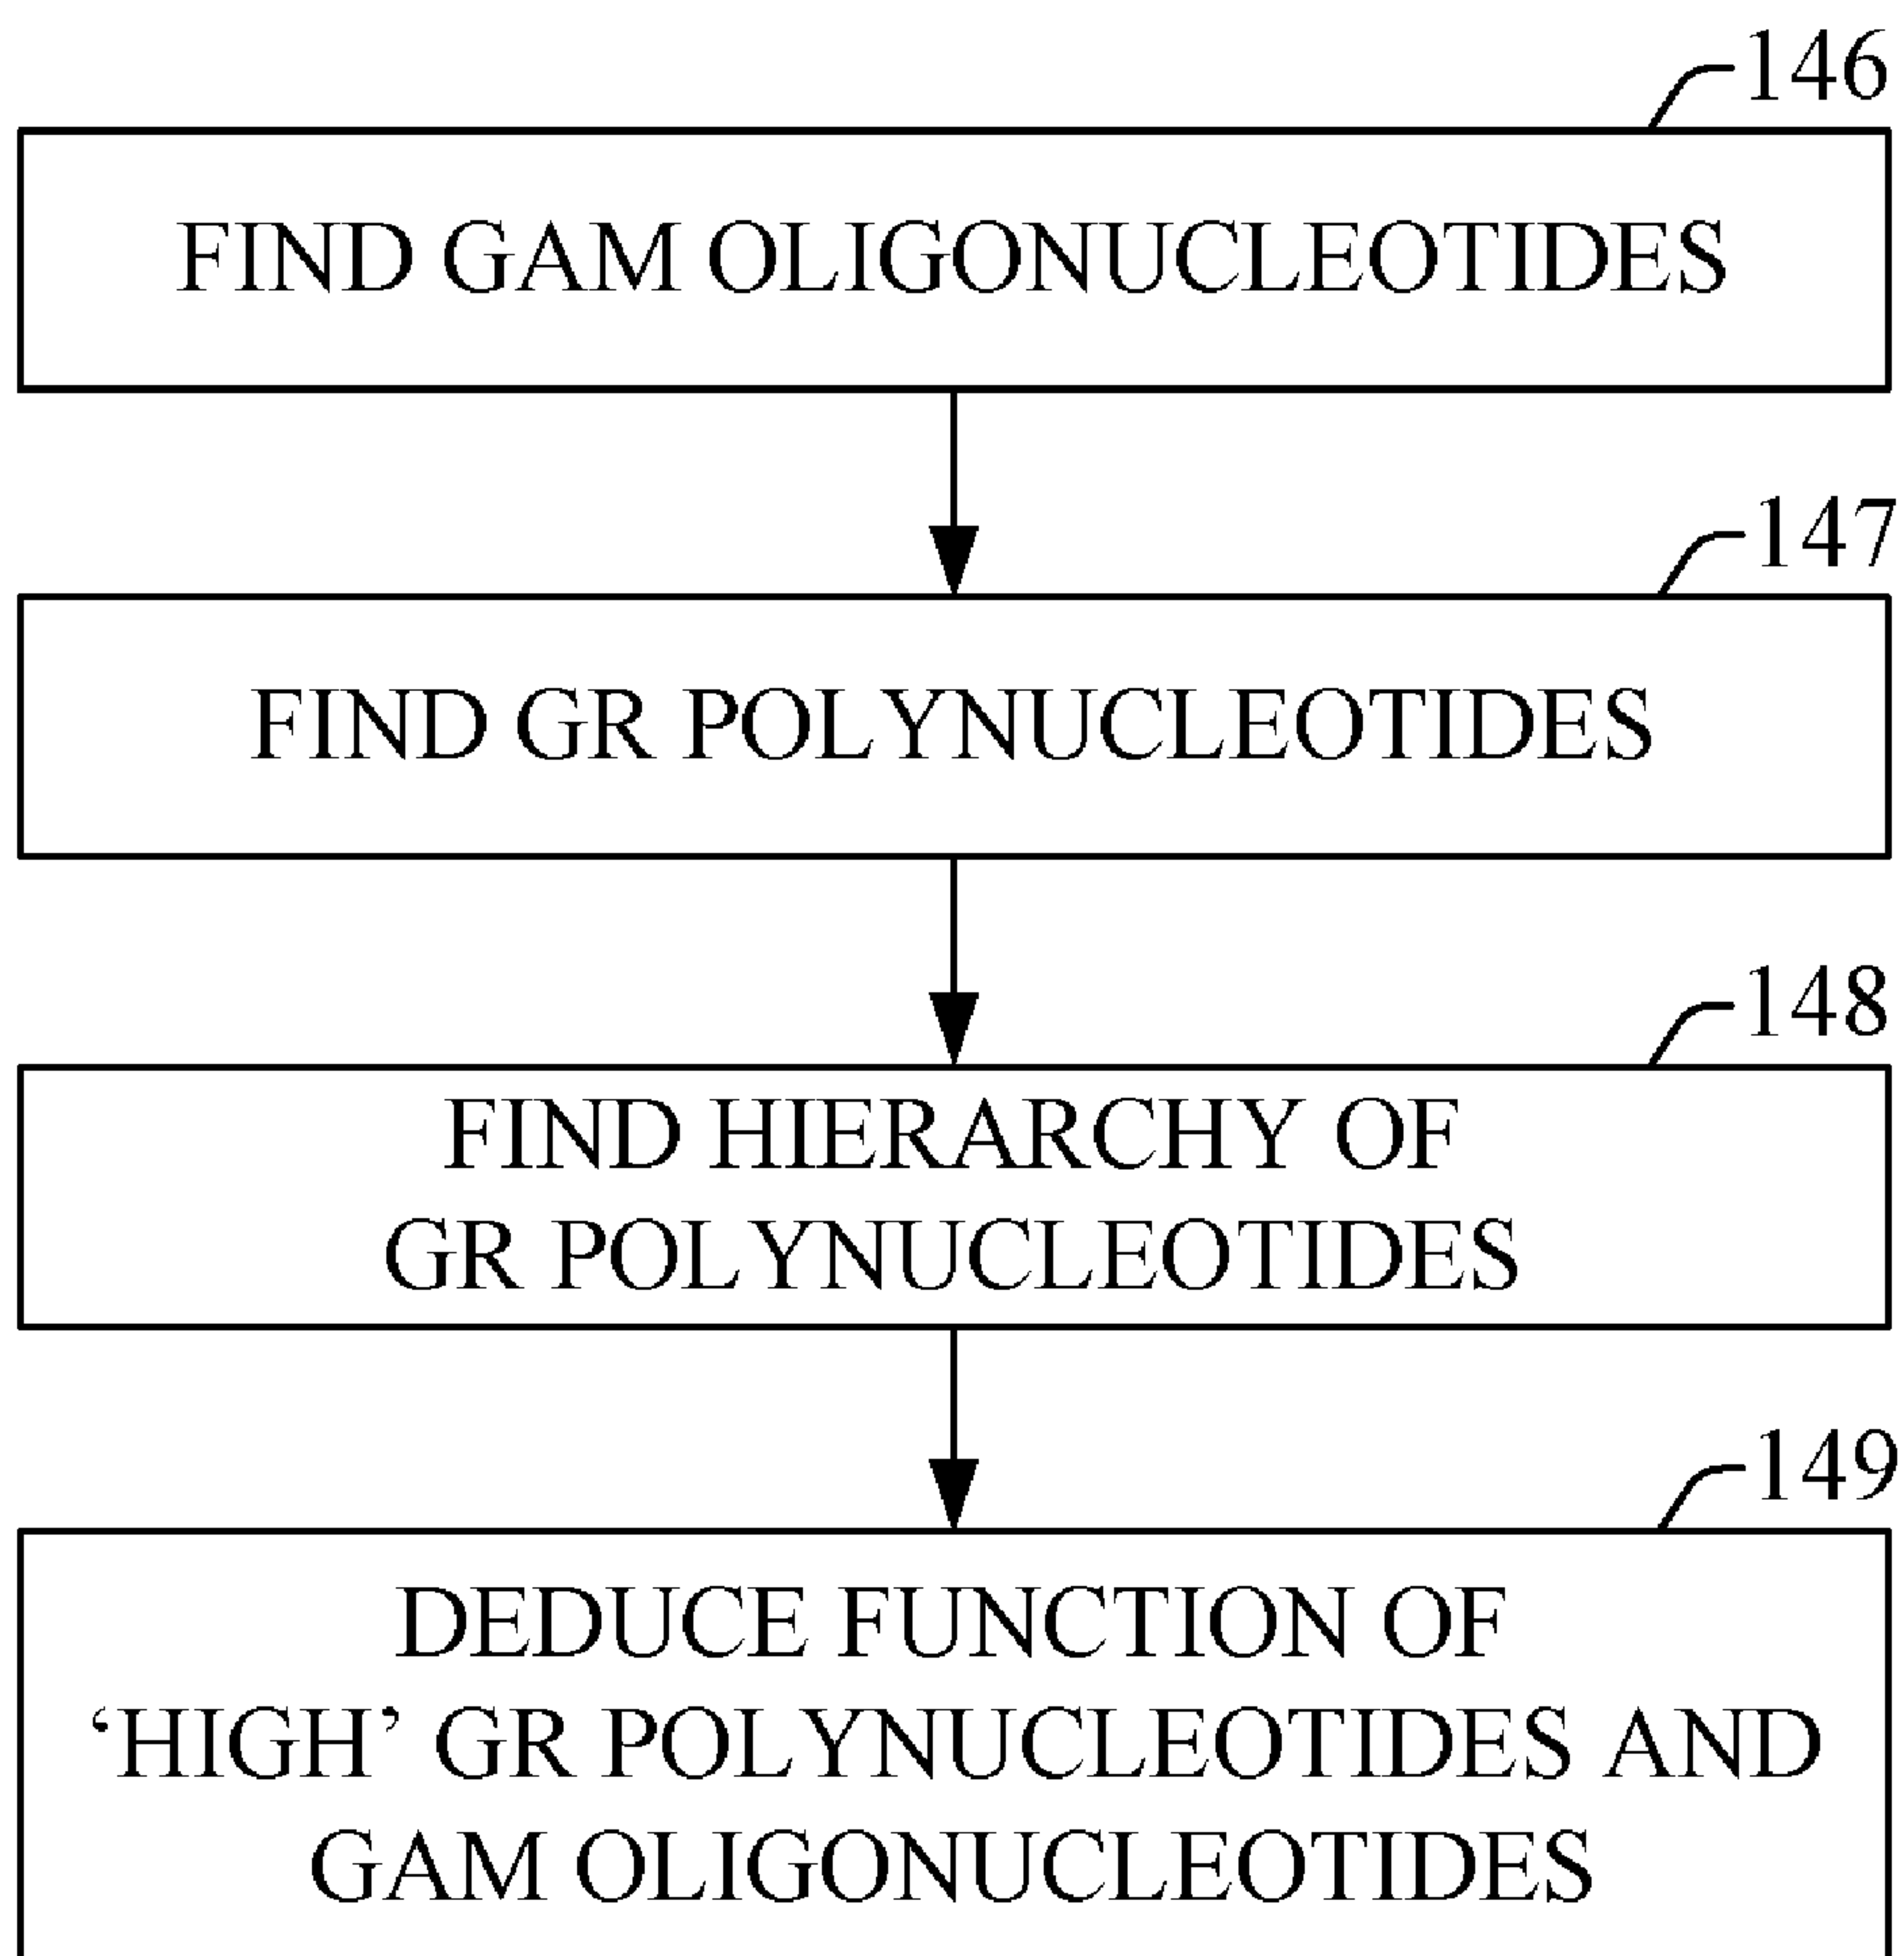 146
FIND GAM OLIGONUCLEOTIDES
147
FIND GR POLYNUCLEOTIDES
148
FIND HIERARCHY OF
GR POLYNUCLEOTIDES
149
DEDUCE FUNCTION OF
‘HIGH’ GR POLYNUCLEOTIDES AND
GAM OLIGONUCLEOTIDES